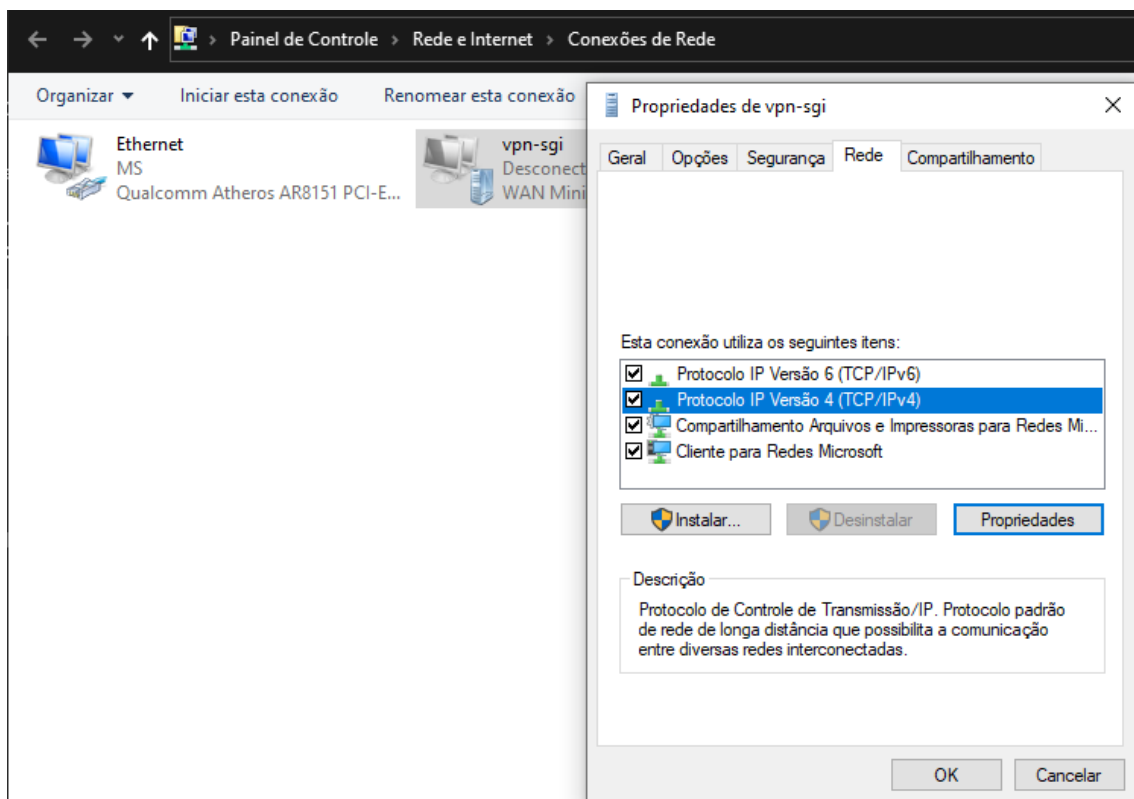 Painel de Controle > Rede e Internet > Conexões de Rede
Organizar Iniciar esta conexão Renomear esta conexão
Ethernet
MS
Qualcomm Atheros AR8151 PCI-E...
vpn-sgi
Desconect
WAN Mini
Propriedades de vpn-sgi
Geral Opções Segurança Rede Compartilhamento
Esta conexão utiliza os seguintes itens:
Protocolo IP Versão 6 (TCP/IPv6)
Protocolo IP Versão 4 (TCP/IPv4)
Compartilhamento Arquivos e Impressoras para Redes Mi...
Cliente para Redes Microsoft
Instalar... Desinstalar Propriedades
Descrição
Protocolo de Controle de Transmissão/IP. Protocolo padrão
de rede de longa distância que possibilita a comunicação
entre diversas redes interconectadas.
OK Cancelar